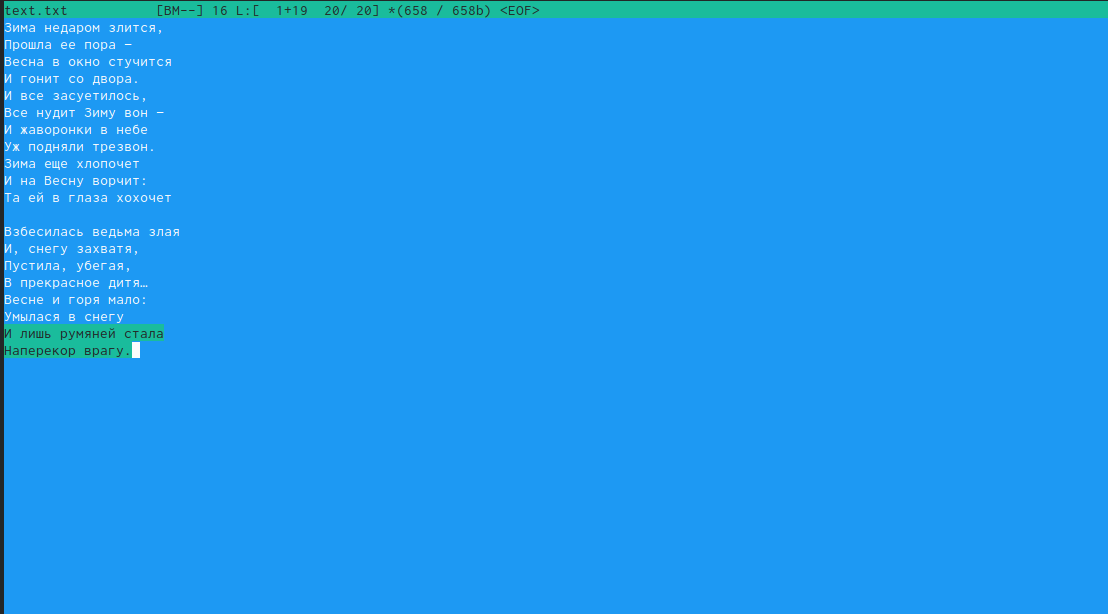 text.txt           [BM--] 16 L:[  1+19  20/ 20] *(658 / 658b) <EOF>
Зима недаром злится,
Прошла ее пора –
Весна в окно стучится
И гонит со двора.
И все засуетилось,
Все нудит Зиму вон –
И жаворонки в небе
Уж подняли трезвон.
Зима еще хлопочет
И на Весну ворчит:
Та ей в глаза хохочет

Взбесилась ведьма злая
И, снегу захватя,
Пустила, убегая,
В прекрасное дитя…
Весне и горя мало:
Умылася в снегу
И лишь румяней стала
Наперекор врагу.